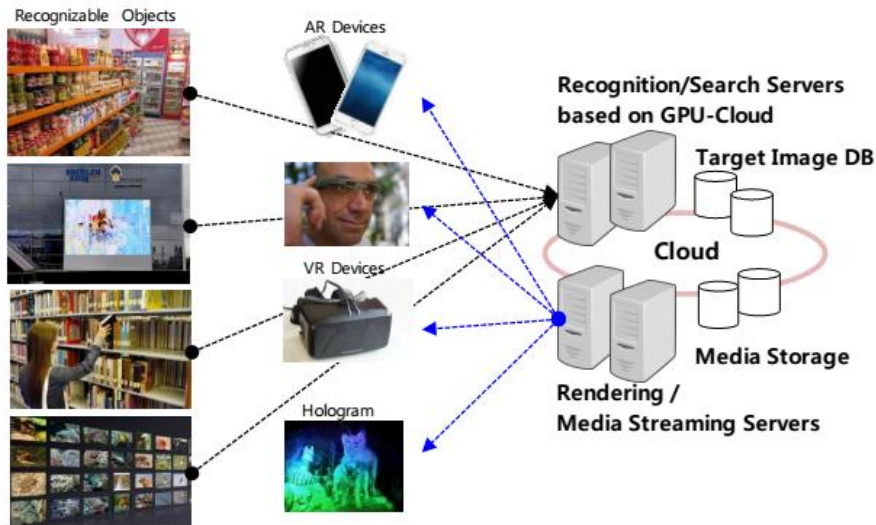 Recognizable Objects
AR Devices
VR Devices
Hologram
Recognition/Search Servers
based on GPU-Cloud
Target Image DB
Cloud
Media Storage
Rendering /
Media Streaming Servers